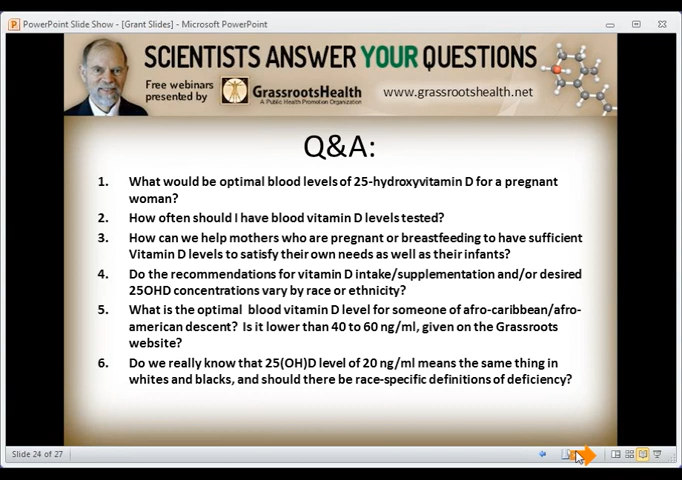 PowerPoint Slide Show - [Grant Slides] - Microsoft PowerPoint
SCIENTISTS ANSWER YOUR QUESTIONS
Free webinars
presented by
GrassrootsHealth
A Public Health Promotion Organization
www.grassrootshealth.net
Q&A:
1. What would be optimal blood levels of 25-hydroxyvitamin D for a pregnant
woman?
2. How often should I have blood vitamin D levels tested?
3. How can we help mothers who are pregnant or breastfeeding to have sufficient
Vitamin D levels to satisfy their own needs as well as their infants?
4. Do the recommendations for vitamin D intake/supplementation and/or desired
25OHD concentrations vary by race or ethnicity?
5. What is the optimal blood vitamin D level for someone of afro-caribbean/afro-
american descent? Is it lower than 40 to 60 ng/ml, given on the Grassroots
website?
6. Do we really know that 25(OH)D level of 20 ng/ml means the same thing in
whites and blacks, and should there be race-specific definitions of deficiency?
Slide 24 of 27